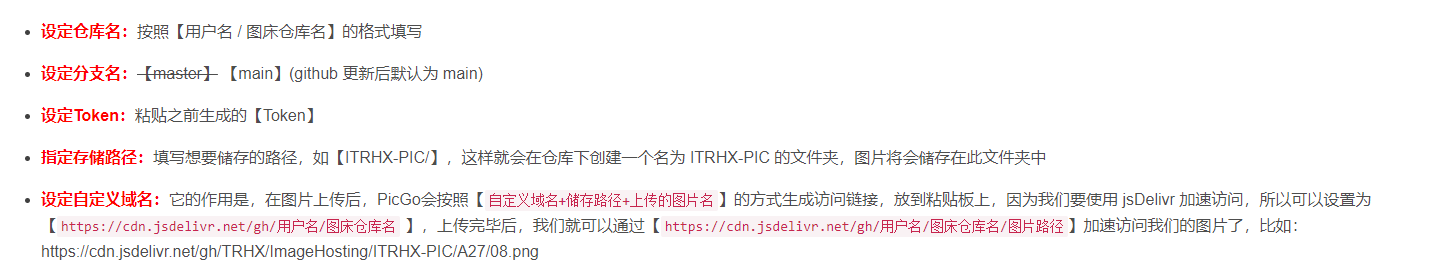 设定仓库名：按照【用户名 / 图床仓库名】的格式填写
设定分支名：【master】 【main】(github 更新后默认为 main)
设定Token：粘贴之前生成的【Token】
指定存储路径：填写想要储存的路径，如【ITRHX-PIC/】，这样就会在仓库下创建一个名为 ITRHX-PIC 的文件夹，图片将会储存在此文件夹中
设定自定义域名：它的作用是，在图片上传后，PicGo会按照【自定义域名+储存路径+上传的图片名】的方式生成访问链接，放到粘贴板上，因为我们要使用 jsDelivr 加速访问，所以可以设置为
【https://cdn.jsdelivr.net/gh/用户名/图床仓库名 】，上传完毕后，我们就可以通过【https://cdn.jsdelivr.net/gh/用户名/图床仓库名/图片路径】加速访问我们的图片了，比如：
https://cdn.jsdelivr.net/gh/TRHX/ImageHosting/ITRHX-PIC/A27/08.png